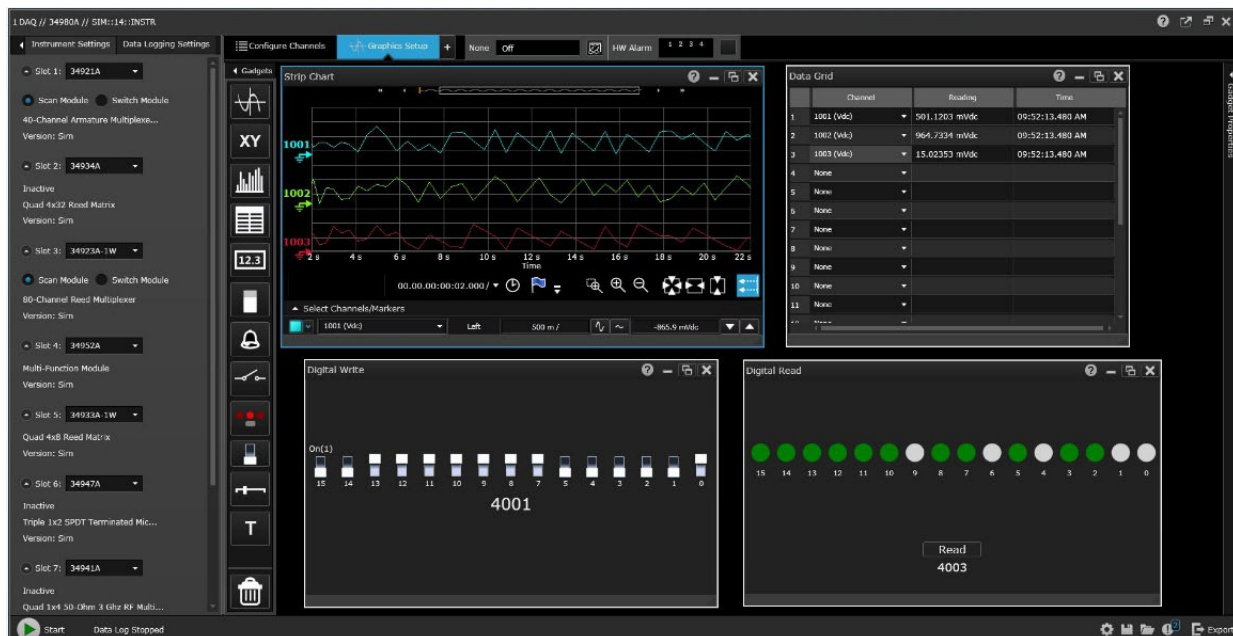 1 DAQ // 34980A // SIM::14::INSTR
Instrument Settings Data Logging Settings
Configure Channels Graphics Setup + None Off HW Alarm 1 2 3 4
Slot 1: 34921A
Scan Module Switch Module
40-Channel Armature Multiplexe...
Version: Sim
Slot 2: 34934A
Inactive
Quad 4x32 Reed Matrix
Version: Sim
Slot 3: 34923A-1W
Scan Module Switch Module
80-Channel Reed Multiplexer
Version: Sim
Slot 4: 34952A
Multi-Function Module
Version: Sim
Slot 5: 34933A-1W
Quad 4x8 Reed Matrix
Version: Sim
Slot 6: 34947A
Inactive
Triple 1x2 SPDT Terminated Mic...
Version: Sim
Slot 7: 34941A
Inactive
Quad 1x4 50-Ohm 3 Ghz RF Multi...
Gadgets
XY
12.3
T
Strip Chart
1001
1002
1003
2 s 4 s 6 s 8 s 10 s 12 s 14 s 16 s 18 s 20 s 22 s
Time
00.00.00:00:02.000/
Select Channels/Markers
1001 (Vdc) Left 500 m/ -865.9 mVdc
Data Grid
Channel Reading Time
1 1001 (Vdc) 501.1203 mVdc 09:52:13.480 AM
2 1002 (Vdc) 964.7334 mVdc 09:52:13.480 AM
3 1003 (Vdc) 15.02353 mVdc 09:52:13.480 AM
4 None
5 None
6 None
7 None
8 None
9 None
10 None
11 None
Gadget Properties
Digital Write
On(1)
15 14 13 12 11 10 9 8 7 5 4 3 2 1 0
4001
Digital Read
15 14 13 12 11 10 9 8 7 6 5 4 3 2 1 0
Read
4003
Start Data Log Stopped
2 Export